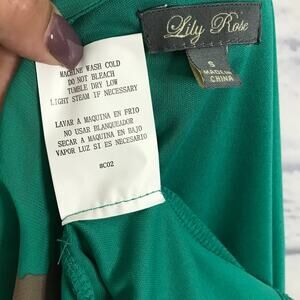 Lily Rose
S
MADE IN
CHINA
MACHINE WASH COLD
DO NOT BLEACH
TUMBLE DRY LOW
LIGHT STEAM IF NECESSARY
LAVAR A MAQUINA EN FRIO
NO USAR BLANQUEADOR
SECAR A MAQUINA EN BAJO
VAPOR LUZ SI ES NECESARY
8C02